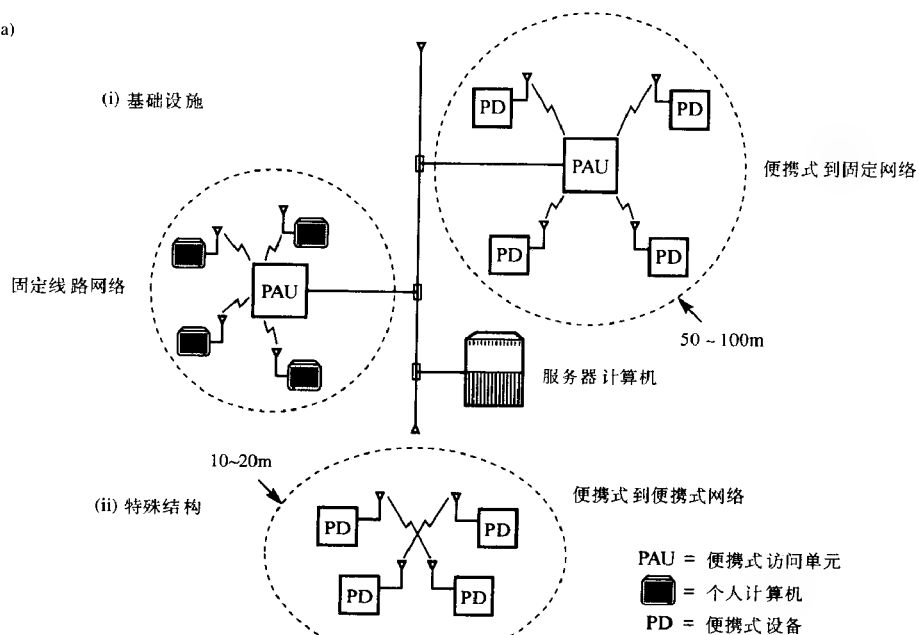 a)
(i) 基础设施
PD
PD
PAU
便携式到固定网络
PD
PD
固定线路网络
PAU
50～100m
服务器计算机
10~20m
(ii) 特殊结构
便携式到便携式网络
PD
PD
PD
PD
PAU = 便携式访问单元
= 个人计算机
PD = 便携式设备